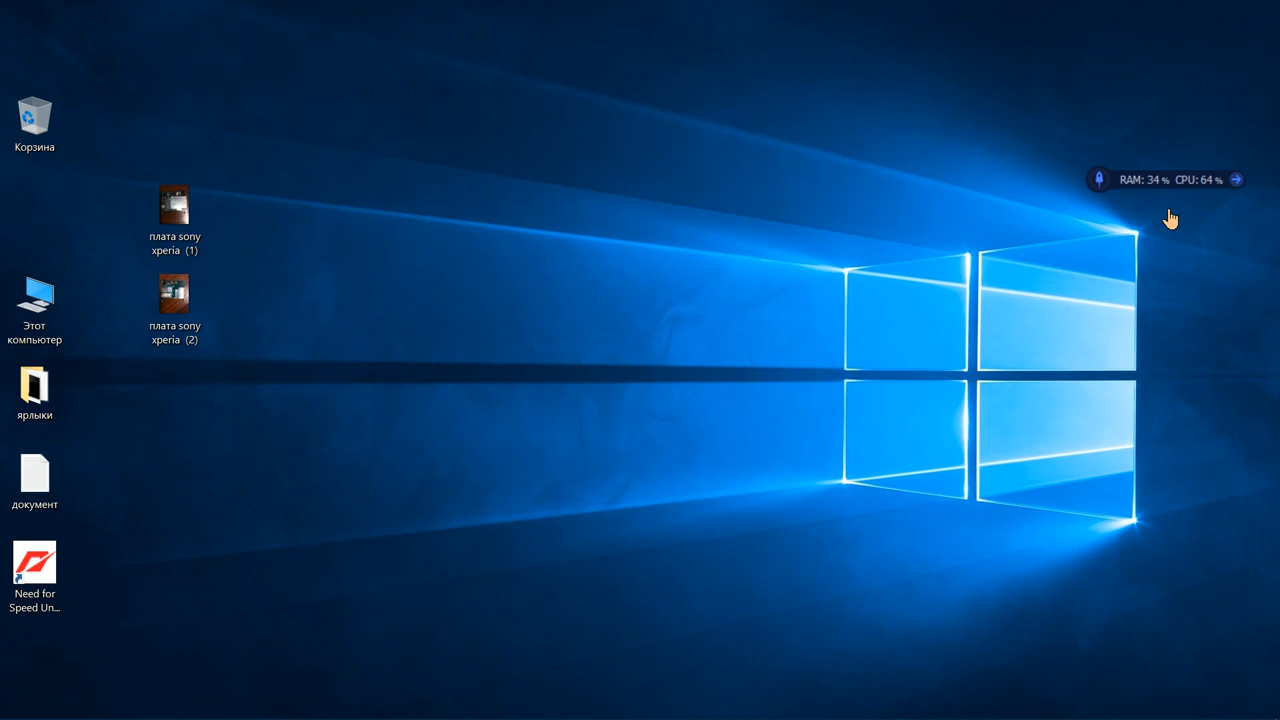 Корзина
RAM: 34 % CPU: 64 %
плата sony
xperia (1)
Этот
компьютер
плата sony
xperia (2)
ярлыки
документ
Need for
Speed Un...